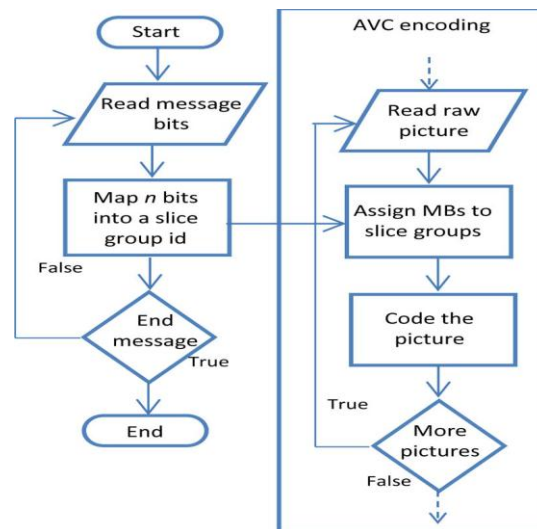 Start
Read message
bits
Map n bits
into a slice
group id
False
End
message
True
End
AVC encoding
Read raw
picture
Assign MBs to
slice groups
Code the
picture
True
More
pictures
False